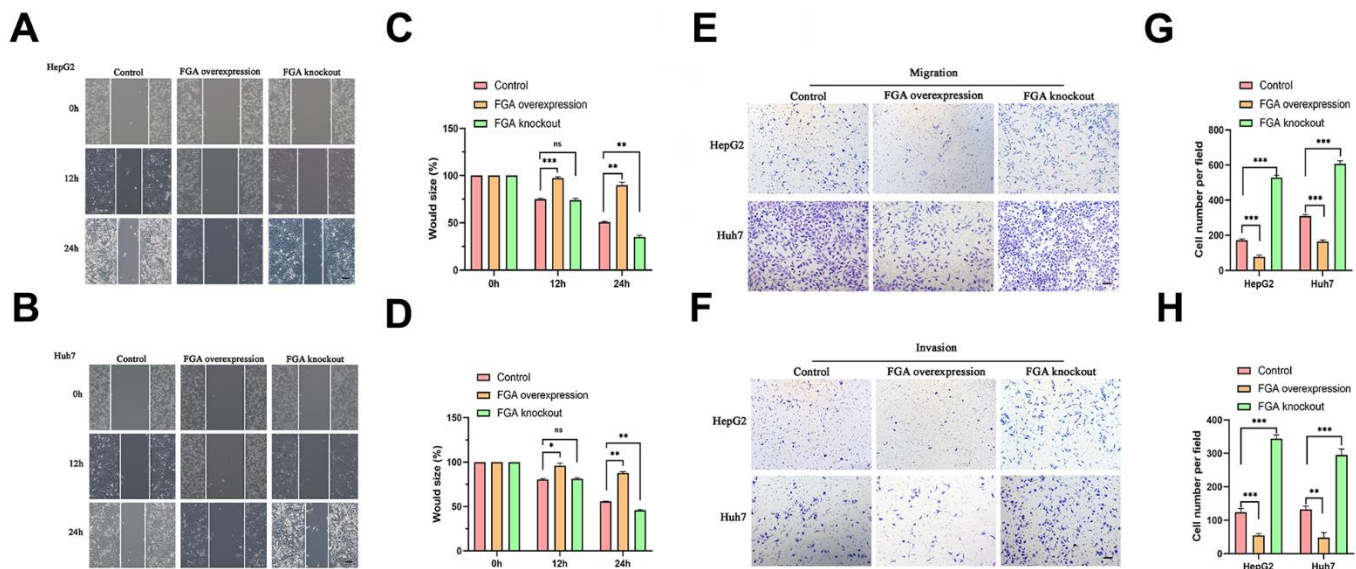 A
HepG2
Control FGA overexpression FGA knockout
0h
12h
24h
B
Huh7
Control FGA overexpression FGA knockout
0h
12h
24h
C
Control
FGA overexpression
FGA knockout
Would size (%)
150
100
50
0
ns
***
**
**
0h 12h 24h
D
Control
FGA overexpression
FGA knockout
Would size (%)
150
100
50
0
ns
*
**
**
0h 12h 24h
E
Migration
Control FGA overexpression FGA knockout
HepG2
Huh7
F
Invasion
Control FGA overexpression FGA knockout
HepG2
Huh7
G
Control
FGA overexpression
FGA knockout
Cell number per field
800
600
400
200
0
***
***
***
***
HepG2 Huh7
H
Control
FGA overexpression
FGA knockout
Cell number per field
400
300
200
100
0
***
***
***
**
HepG2 Huh7